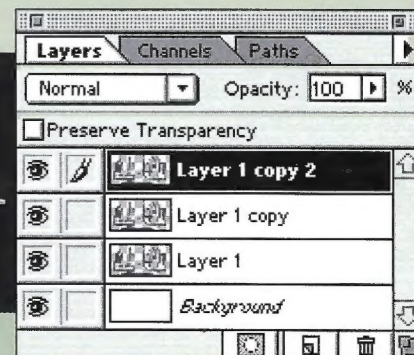 Layers Channels Paths
Normal Opacity: 100 %
Preserve Transparency
Layer 1 copy 2
Layer 1 copy
Layer 1
Background